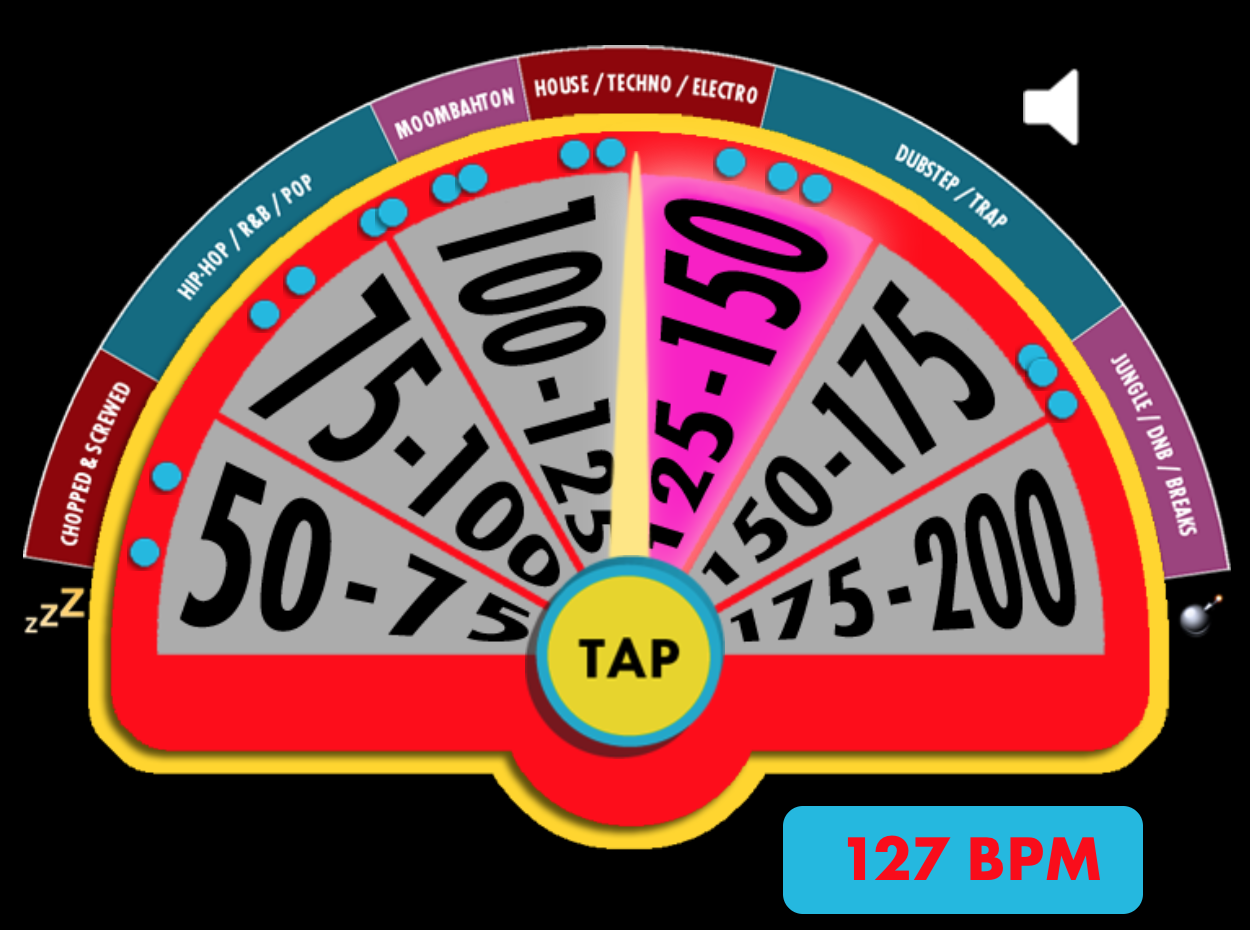 CHOPPED & SCREWED
HIP-HOP / R&B / POP
MOOMBAHTON
HOUSE / TECHNO / ELECTRO
DUBSTEP / TRAP
JUNGLE / DNB / BREAKS
50-75
75-100
100-125
125-150
150-175
175-200
zzZ
TAP
127 BPM